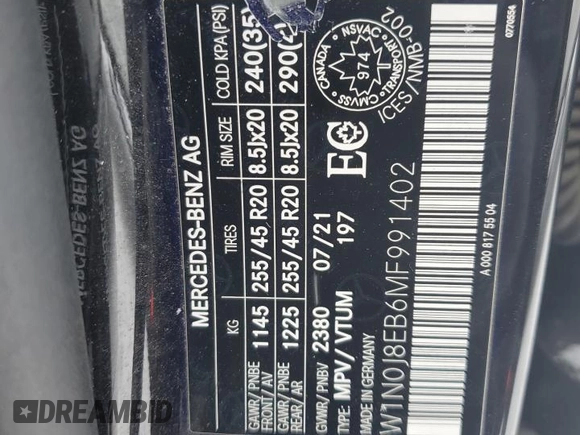 MERCEDES-BENZ AG
KG TIRES RIM SIZE COLD KPA (PSI)
GAWR / PNBE
FRONT / AV 1145 255/45 R20 8.5Jx20 240(35)
GAWR / PNBE
REAR / AR 1225 255/45 R20 8.5Jx20 290(
GVWR / PNBV 2380 07/21
TYPE: MPV/ VTUM 197
MADE IN GERMANY
EC
CANADA
NSVAC
974
CMVSS
TRANSPORT
ICES / NMB-002
W1N0J8EB6MF991402
A 000 817 55 04
0770554
DREAMBID